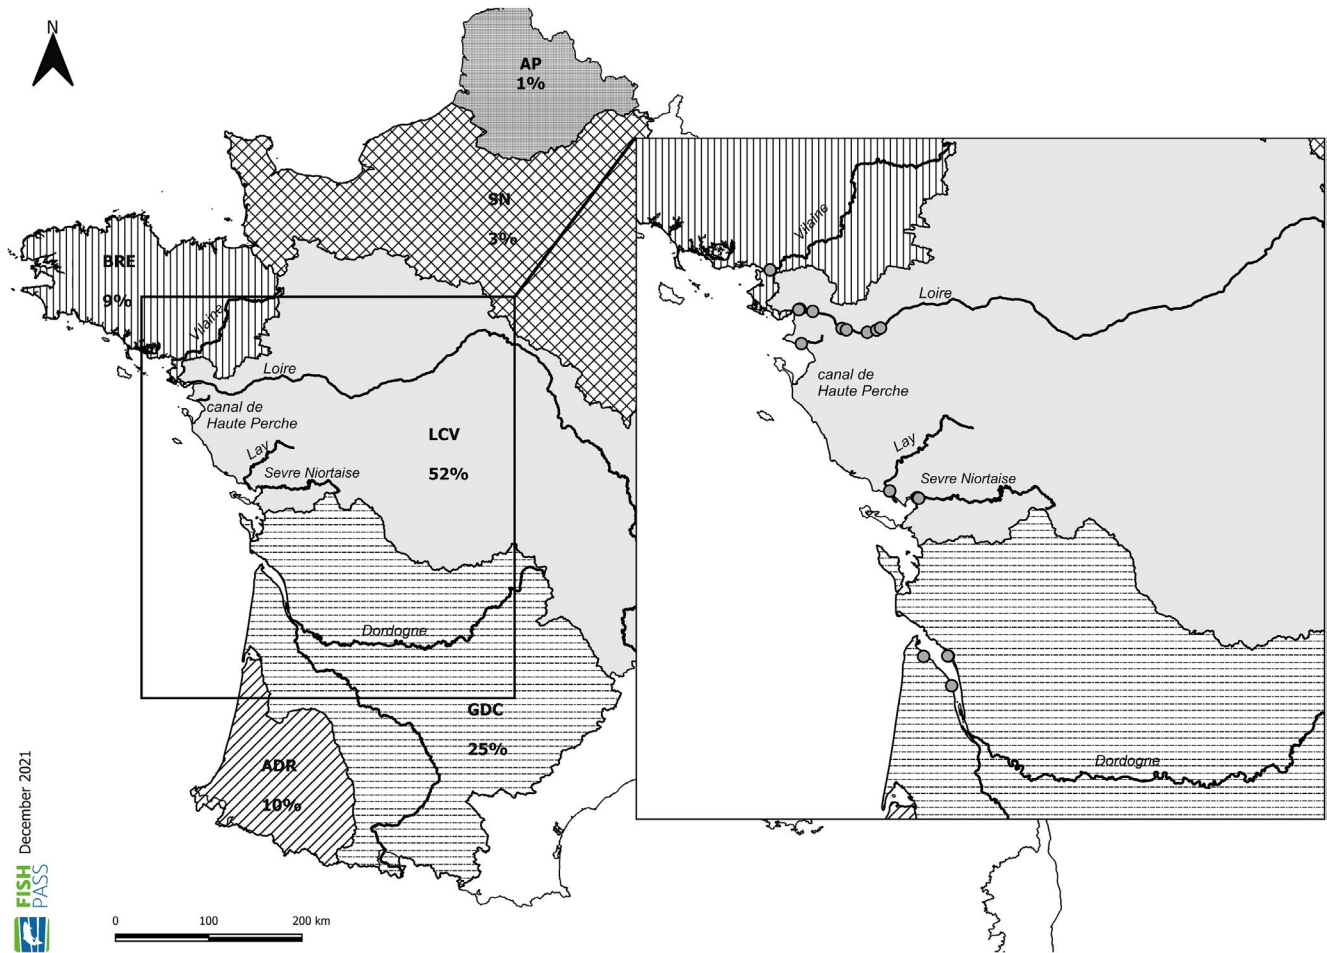 N
AP
1%
SN
3%
BRE
9%
Vilaine
Loire
canal de
Haute Perche
LCV
52%
Lay
Sevre Niortaise
Dordogne
GDC
25%
ADR
10%
Vilaine
Loire
canal de
Haute Perche
Lay
Sevre Niortaise
Dordogne
FISH
PASS
December 2021
0 100 200 km